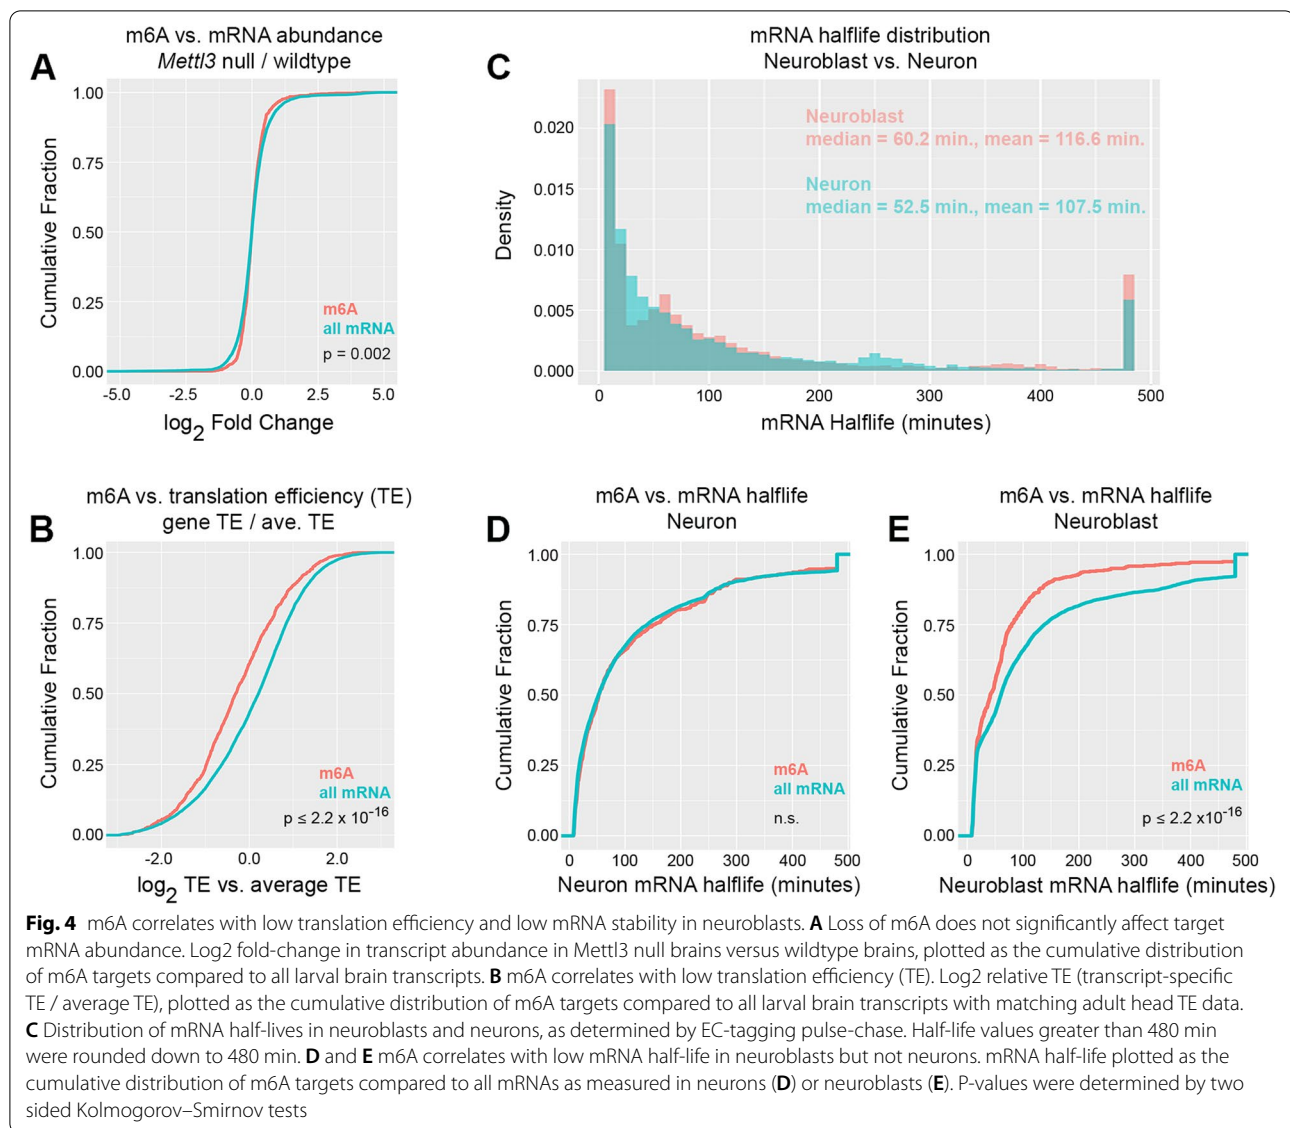 A
m6A vs. mRNA abundance
Mettl3 null / wildtype
Cumulative Fraction
1.00
0.75
0.50
0.25
0.00
m6A
all mRNA
p = 0.002
-5.0 -2.5 0.0 2.5 5.0
log2 Fold Change
C
mRNA halflife distribution
Neuroblast vs. Neuron
Density
0.020
0.015
0.010
0.005
0.000
Neuroblast
median = 60.2 min., mean = 116.6 min.
Neuron
median = 52.5 min., mean = 107.5 min.
0 100 200 300 400 500
mRNA Halflife (minutes)
B
m6A vs. translation efficiency (TE)
gene TE / ave. TE
Cumulative Fraction
1.00
0.75
0.50
0.25
0.00
m6A
all mRNA
p ≤ 2.2 x 10⁻¹⁶
-2.0 0.0 2.0
log2 TE vs. average TE
D
m6A vs. mRNA halflife
Neuron
Cumulative Fraction
1.00
0.75
0.50
0.25
0.00
m6A
all mRNA
n.s.
0 100 200 300 400 500
Neuron mRNA halflife (minutes)
E
m6A vs. mRNA halflife
Neuroblast
Cumulative Fraction
1.00
0.75
0.50
0.25
0.00
m6A
all mRNA
p ≤ 2.2 x10⁻¹⁶
0 100 200 300 400 500
Neuroblast mRNA halflife (minutes)
Fig. 4 m6A correlates with low translation efficiency and low mRNA stability in neuroblasts. A Loss of m6A does not significantly affect target
mRNA abundance. Log2 fold-change in transcript abundance in Mettl3 null brains versus wildtype brains, plotted as the cumulative distribution
of m6A targets compared to all larval brain transcripts. B m6A correlates with low translation efficiency (TE). Log2 relative TE (transcript-specific
TE / average TE), plotted as the cumulative distribution of m6A targets compared to all larval brain transcripts with matching adult head TE data.
C Distribution of mRNA half-lives in neuroblasts and neurons, as determined by EC-tagging pulse-chase. Half-life values greater than 480 min
were rounded down to 480 min. D and E m6A correlates with low mRNA half-life in neuroblasts but not neurons. mRNA half-life plotted as the
cumulative distribution of m6A targets compared to all mRNAs as measured in neurons (D) or neuroblasts (E). P-values were determined by two
sided Kolmogorov–Smirnov tests